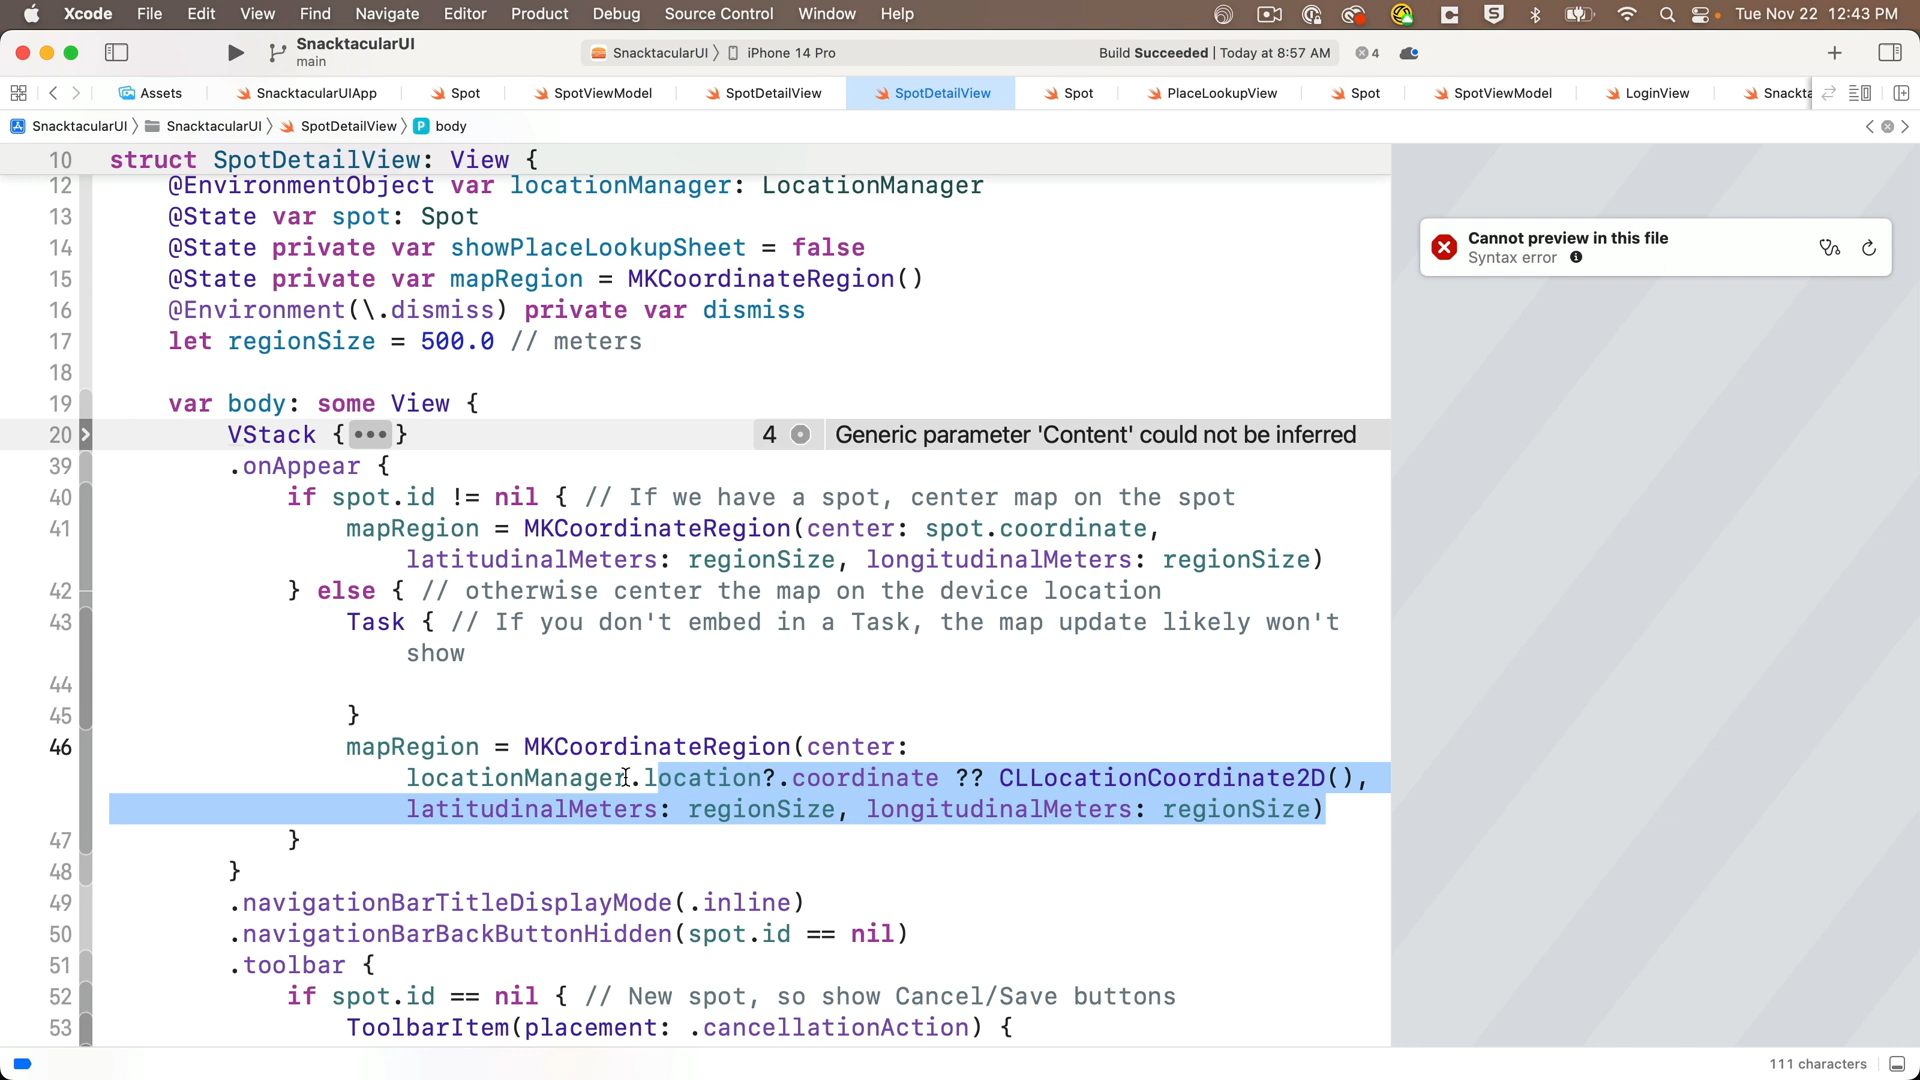 Xcode File Edit View Find Navigate Editor Product Debug Source Control Window Help Tue Nov 22 12:43 PM
SnacktacularUI
main
SnacktacularUI iPhone 14 Pro Build Succeeded | Today at 8:57 AM 4
Assets SnacktacularUIApp Spot SpotViewModel SpotDetailView SpotDetailView Spot PlaceLookupView Spot SpotViewModel LoginView Snackta
SnacktacularUI SnacktacularUI SpotDetailView P body
10 struct SpotDetailView: View {
12 @EnvironmentObject var locationManager: LocationManager
13 @State var spot: Spot
14 @State private var showPlaceLookupSheet = false
15 @State private var mapRegion = MKCoordinateRegion()
16 @Environment(\.dismiss) private var dismiss
17 let regionSize = 500.0 // meters
18
19 var body: some View {
20 VStack {•••} 4 Generic parameter 'Content' could not be inferred
39 .onAppear {
40 if spot.id != nil { // If we have a spot, center map on the spot
41 mapRegion = MKCoordinateRegion(center: spot.coordinate,
latitudinalMeters: regionSize, longitudinalMeters: regionSize)
42 } else { // otherwise center the map on the device location
43 Task { // If you don't embed in a Task, the map update likely won't
show
44
45 }
46 mapRegion = MKCoordinateRegion(center:
locationManager.location?.coordinate ?? CLLocationCoordinate2D(),
latitudinalMeters: regionSize, longitudinalMeters: regionSize)
47 }
48 }
49 .navigationBarTitleDisplayMode(.inline)
50 .navigationBarBackButtonHidden(spot.id == nil)
51 .toolbar {
52 if spot.id == nil { // New spot, so show Cancel/Save buttons
53 ToolbarItem(placement: .cancellationAction) {
Cannot preview in this file
Syntax error
111 characters